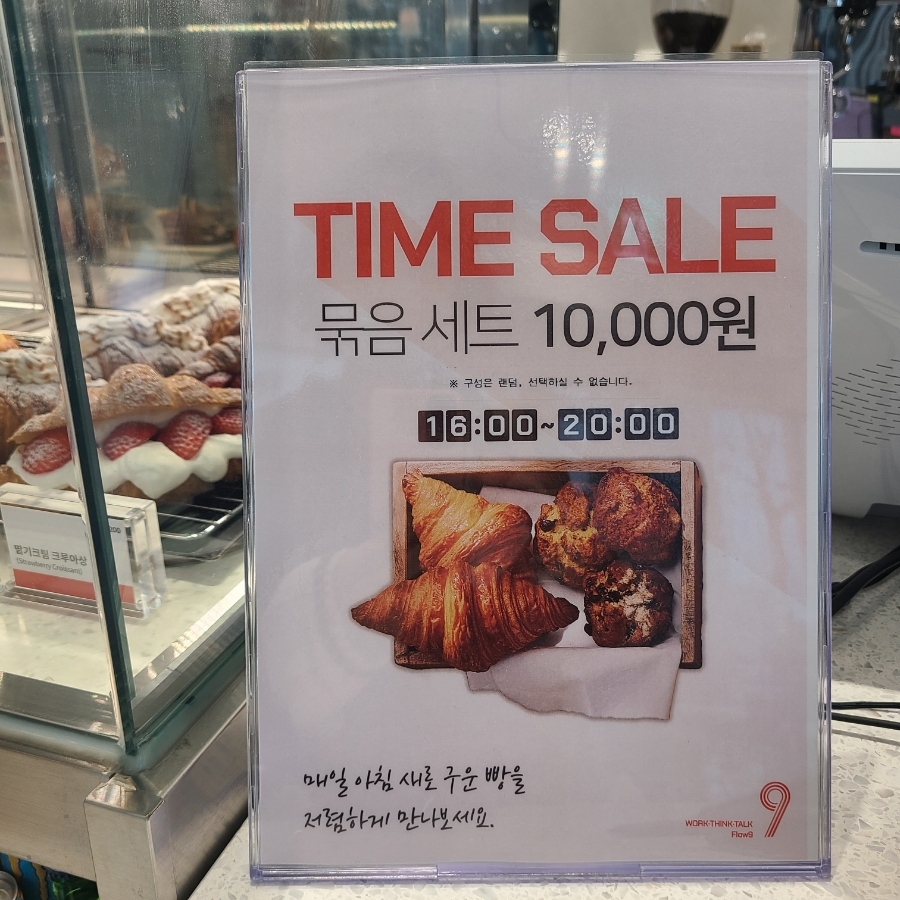 TIME SALE
묶음 세트 10,000원
※ 구성은 랜덤, 선택하실 수 없습니다.
16:00~20:00
매일 아침 새로 구운 빵을
저렴하게 만나보세요.
WORK·THINK·TALK
Flow9
9
딸기크림 크루아상
(Strawberry Croissant)